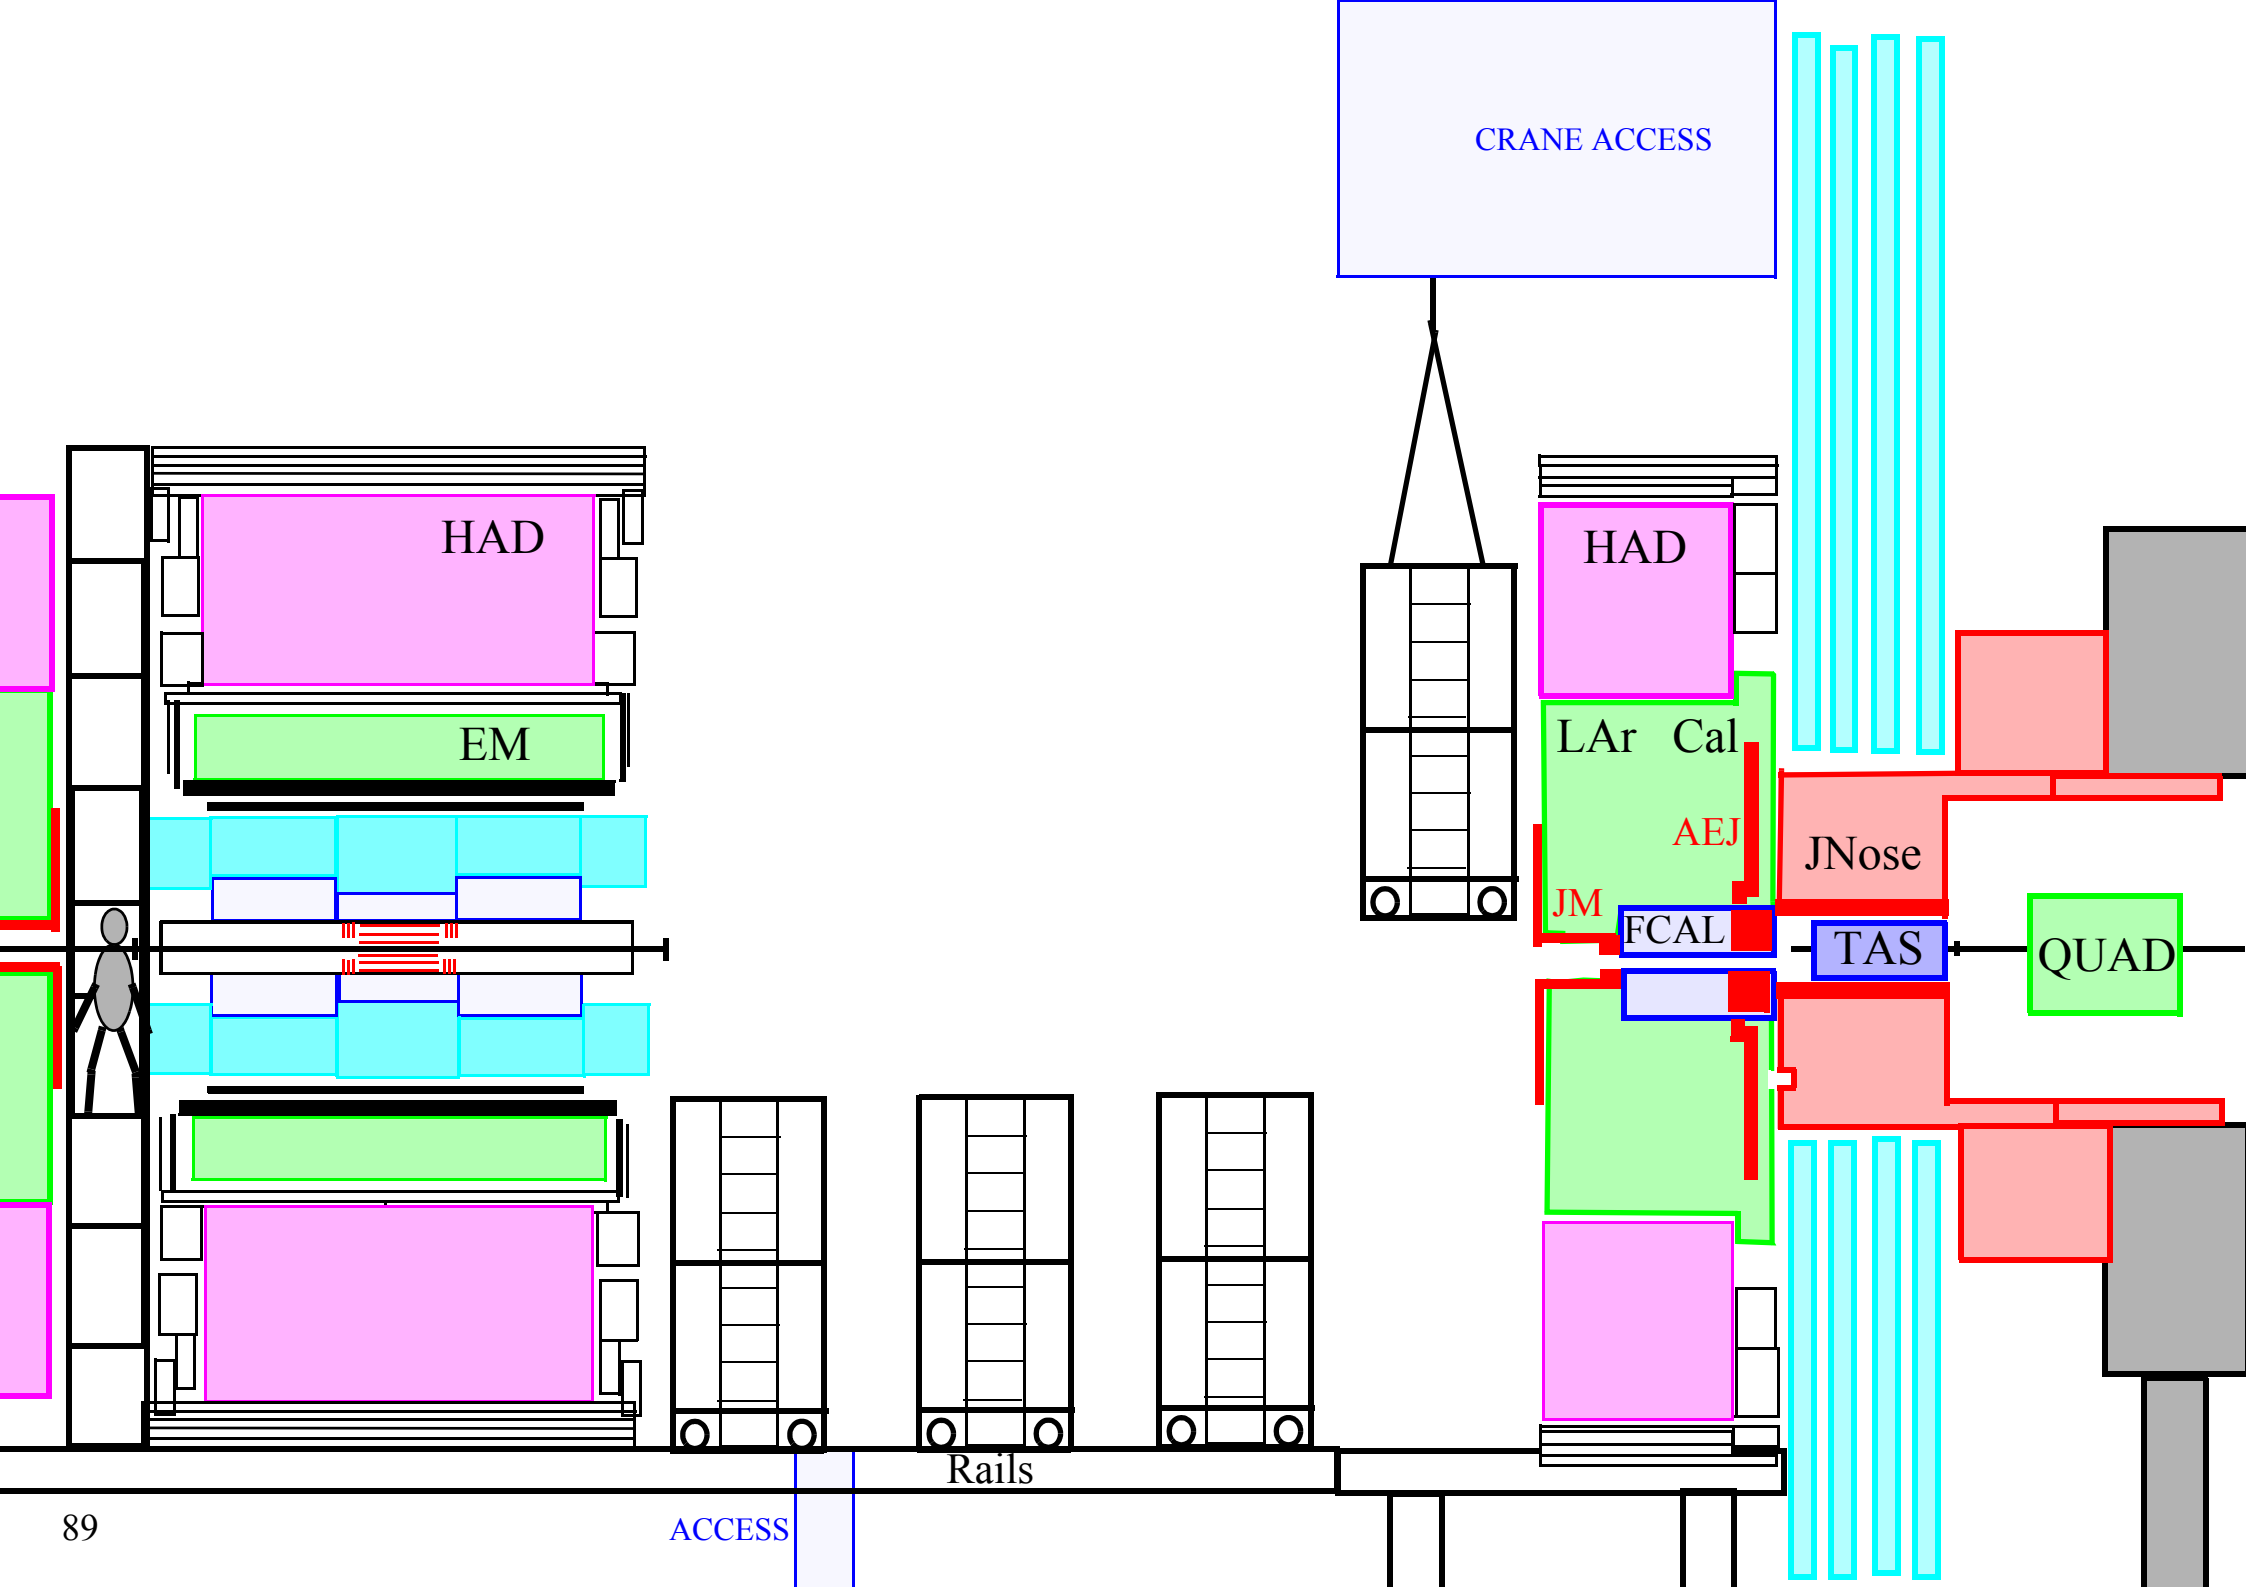 CRANE ACCESS
HAD
HAD
EM
LAr Cal
AEJ
JNose
JM
FCAL
TAS
QUAD
Rails
89
ACCESS